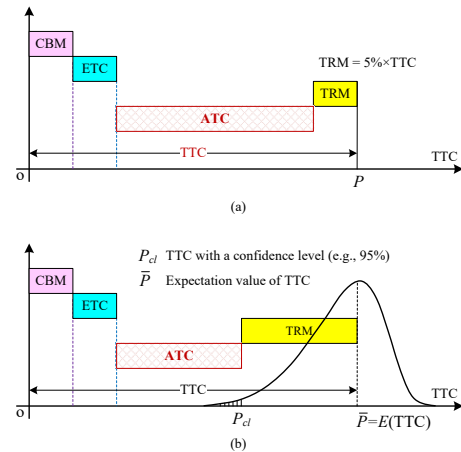 CBM
ETC
TRM = 5%×TTC
TRM
ATC
TTC
TTC
o
P
(a)
P_cl TTC with a confidence level (e.g., 95%)
P̄ Expectation value of TTC
CBM
ETC
TRM
ATC
TTC
TTC
o
P_cl
P̄=E(TTC)
(b)